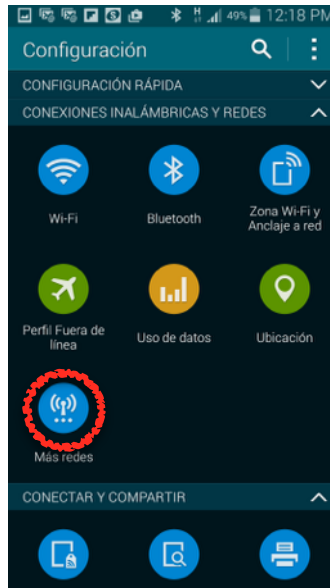 49% 12:18 PM
Configuración
CONFIGURACIÓN RÁPIDA
CONEXIONES INALÁMBRICAS Y REDES
Wi-Fi
Bluetooth
Zona Wi-Fi y
Anclaje a red
Perfil Fuera de
línea
Uso de datos
Ubicación
Más redes
CONECTAR Y COMPARTIR